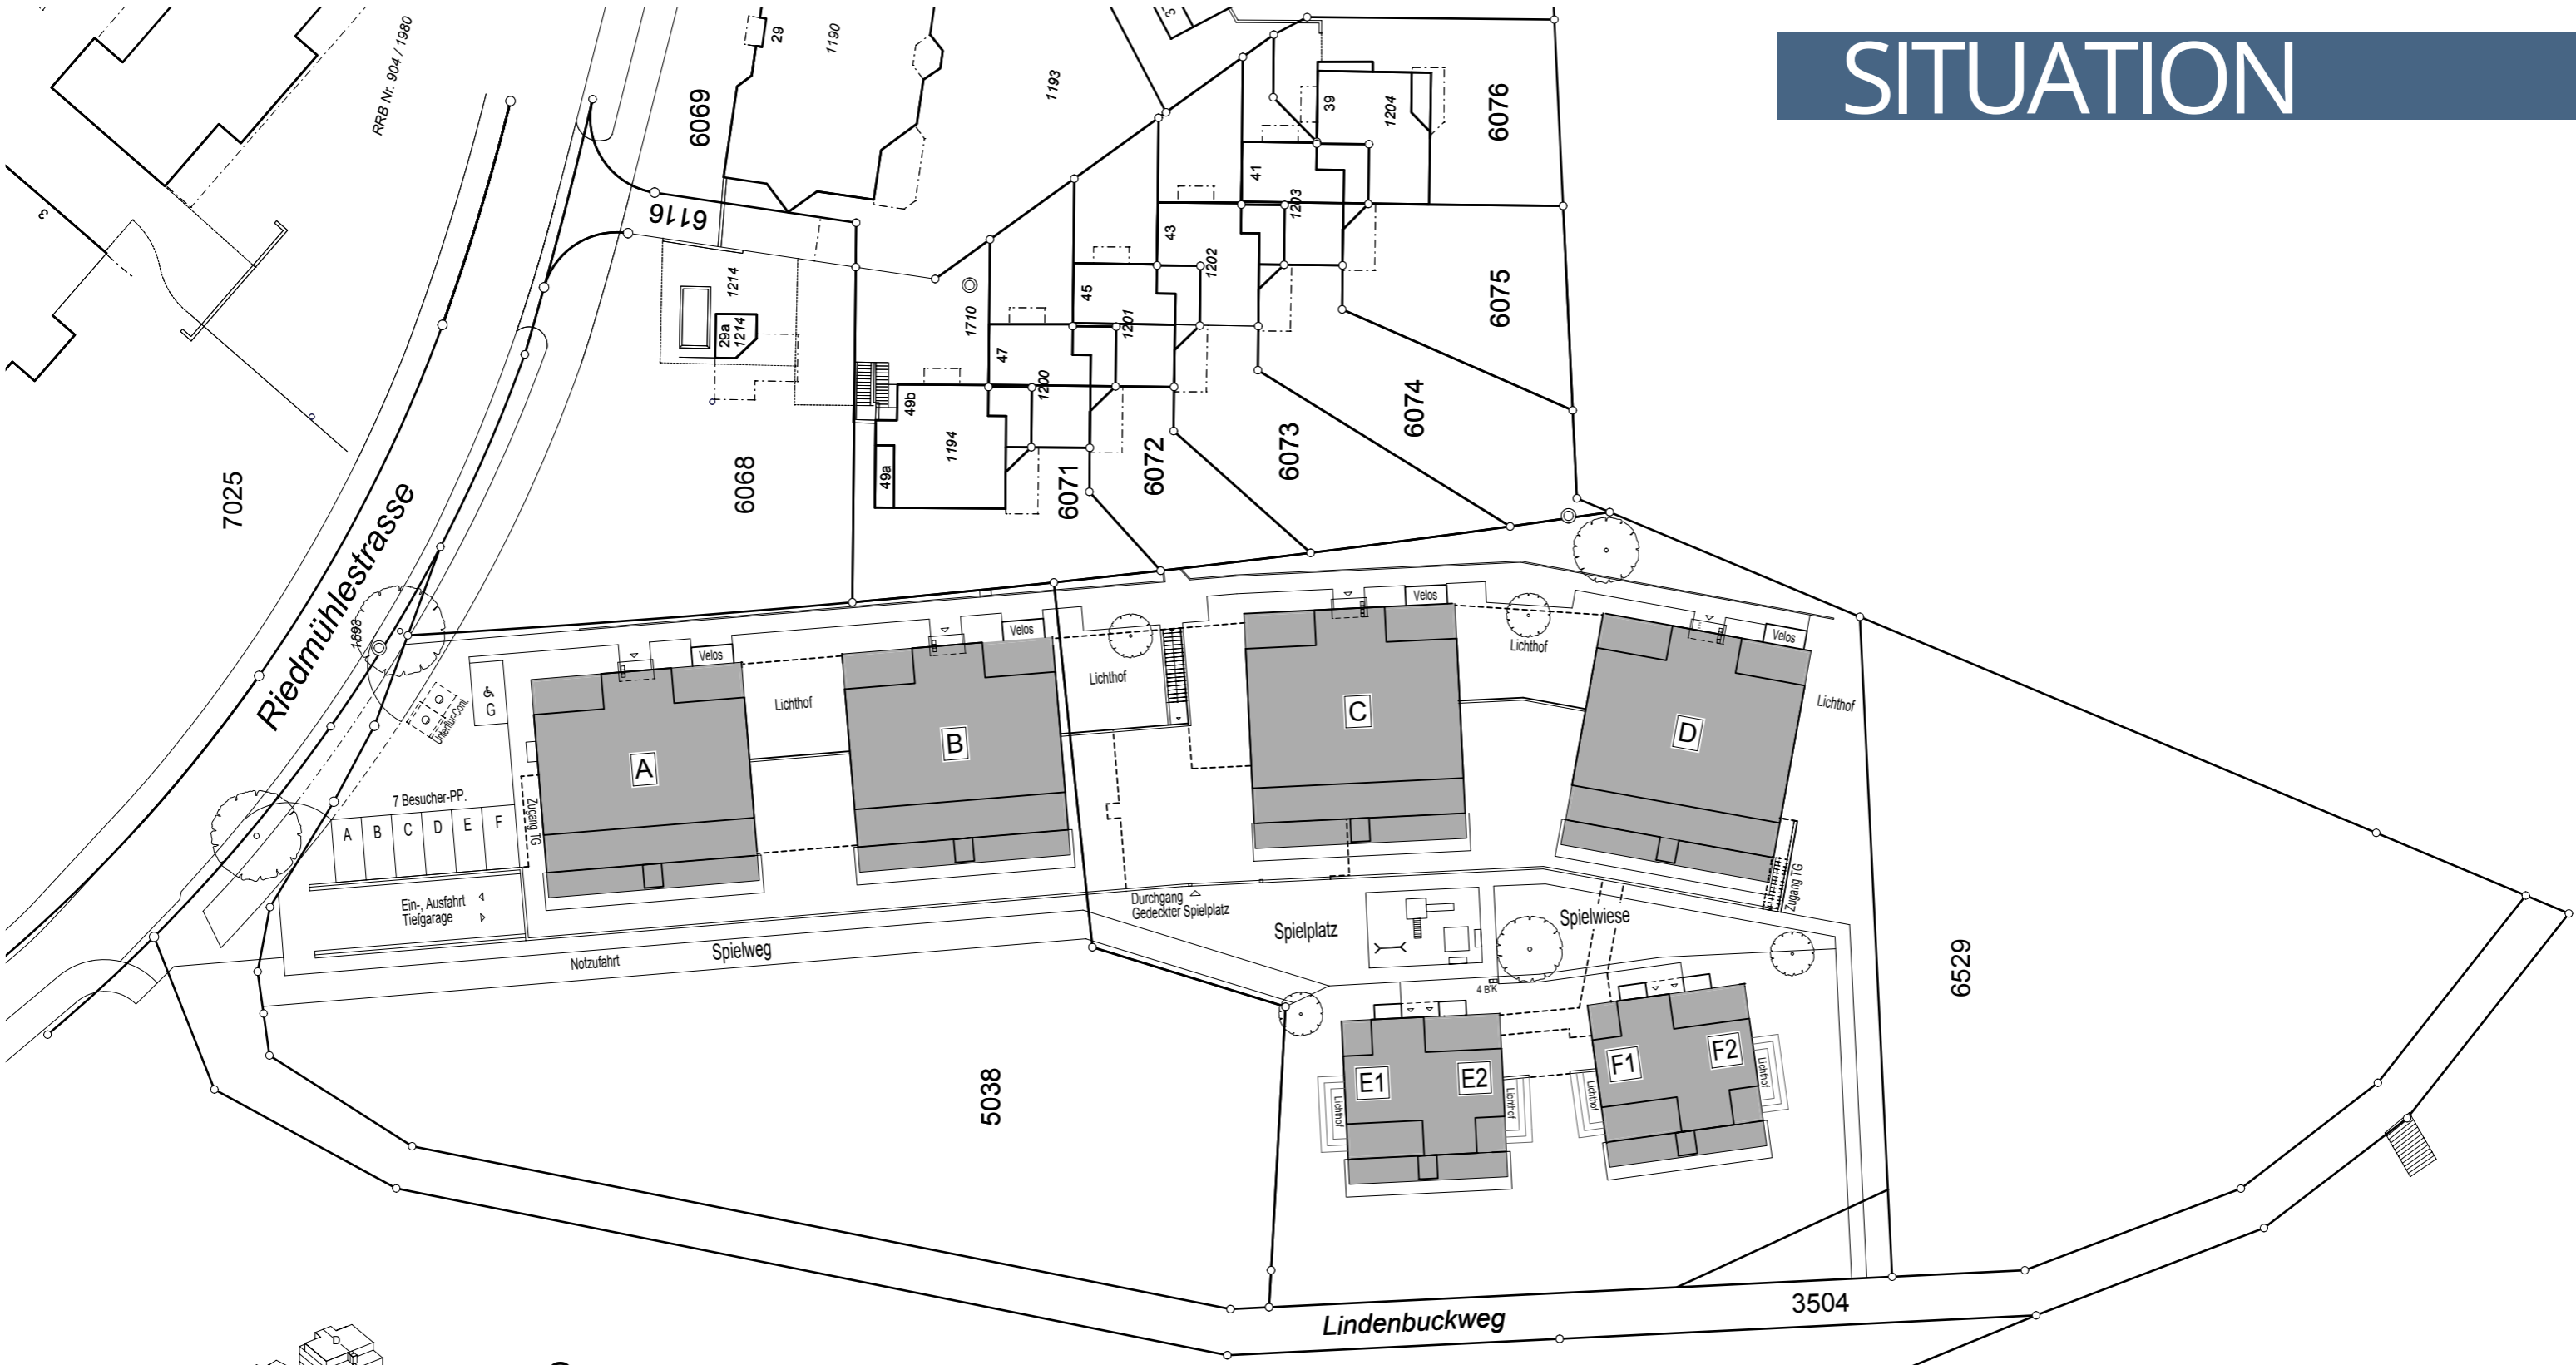 SITUATION
RRB Nr. 904 / 1980
29
1190
6069
1193
39
1204
6076
6116
41
1203
43
1202
45
1201
47
1200
1214
29a
1214
1710
49b
1194
49a
6075
7025
Riedmühlestrasse
6068
6071
6072
6073
6074
1693
Velos
Velos
Velos
Velos
G
Unterflur-Cont.
Lichthof
Lichthof
Lichthof
Lichthof
A
B
C
D
7 Besucher-PP.
A B C D E F
Zugang TG
Ein-, Ausfahrt
Tiefgarage
Durchgang
Gedeckter Spielplatz
Zugang TG
Notzufahrt
Spielweg
Spielplatz
Spielwiese
4 B'K
6529
5038
E1
E2
F1
F2
Lichthof
Lichthof
Lichthof
Lichthof
Lindenbuckweg
3504
D